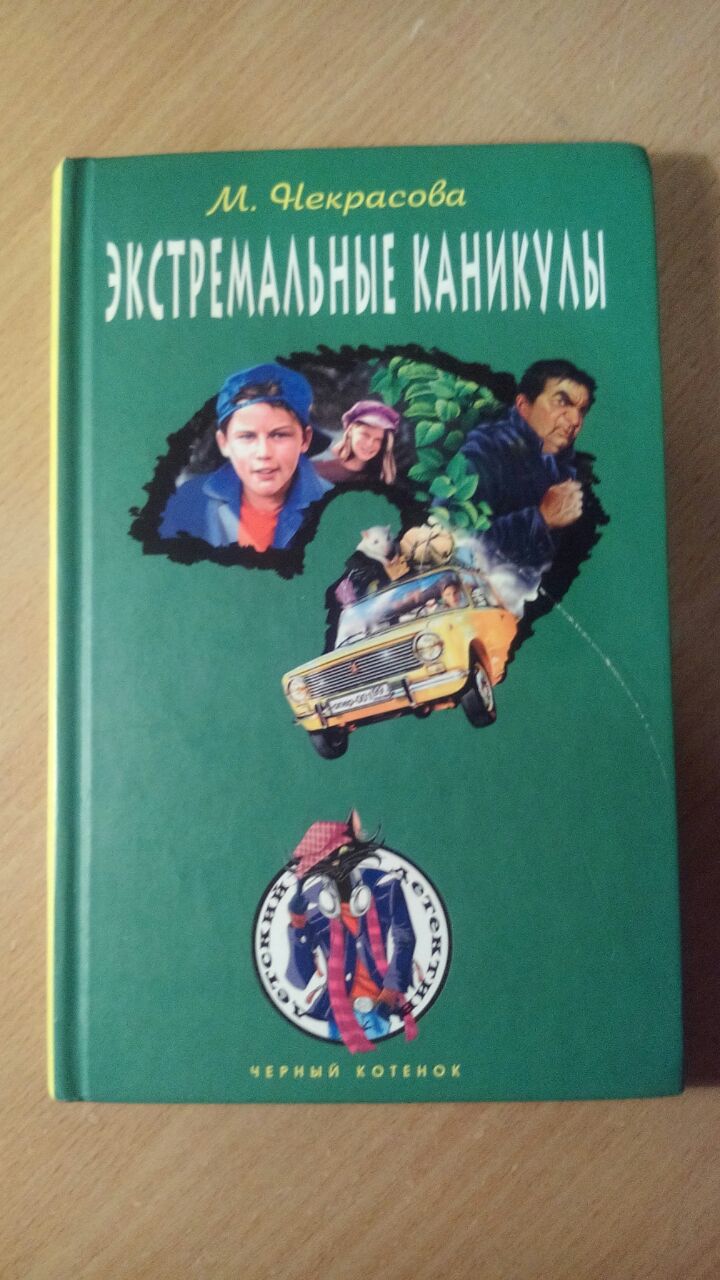 М. Некрасова
ЭКСТРЕМАЛЬНЫЕ КАНИКУЛЫ
ДЕТСКИЙ ДЕТЕКТИВ
ЧЕРНЫЙ КОТЕНОК